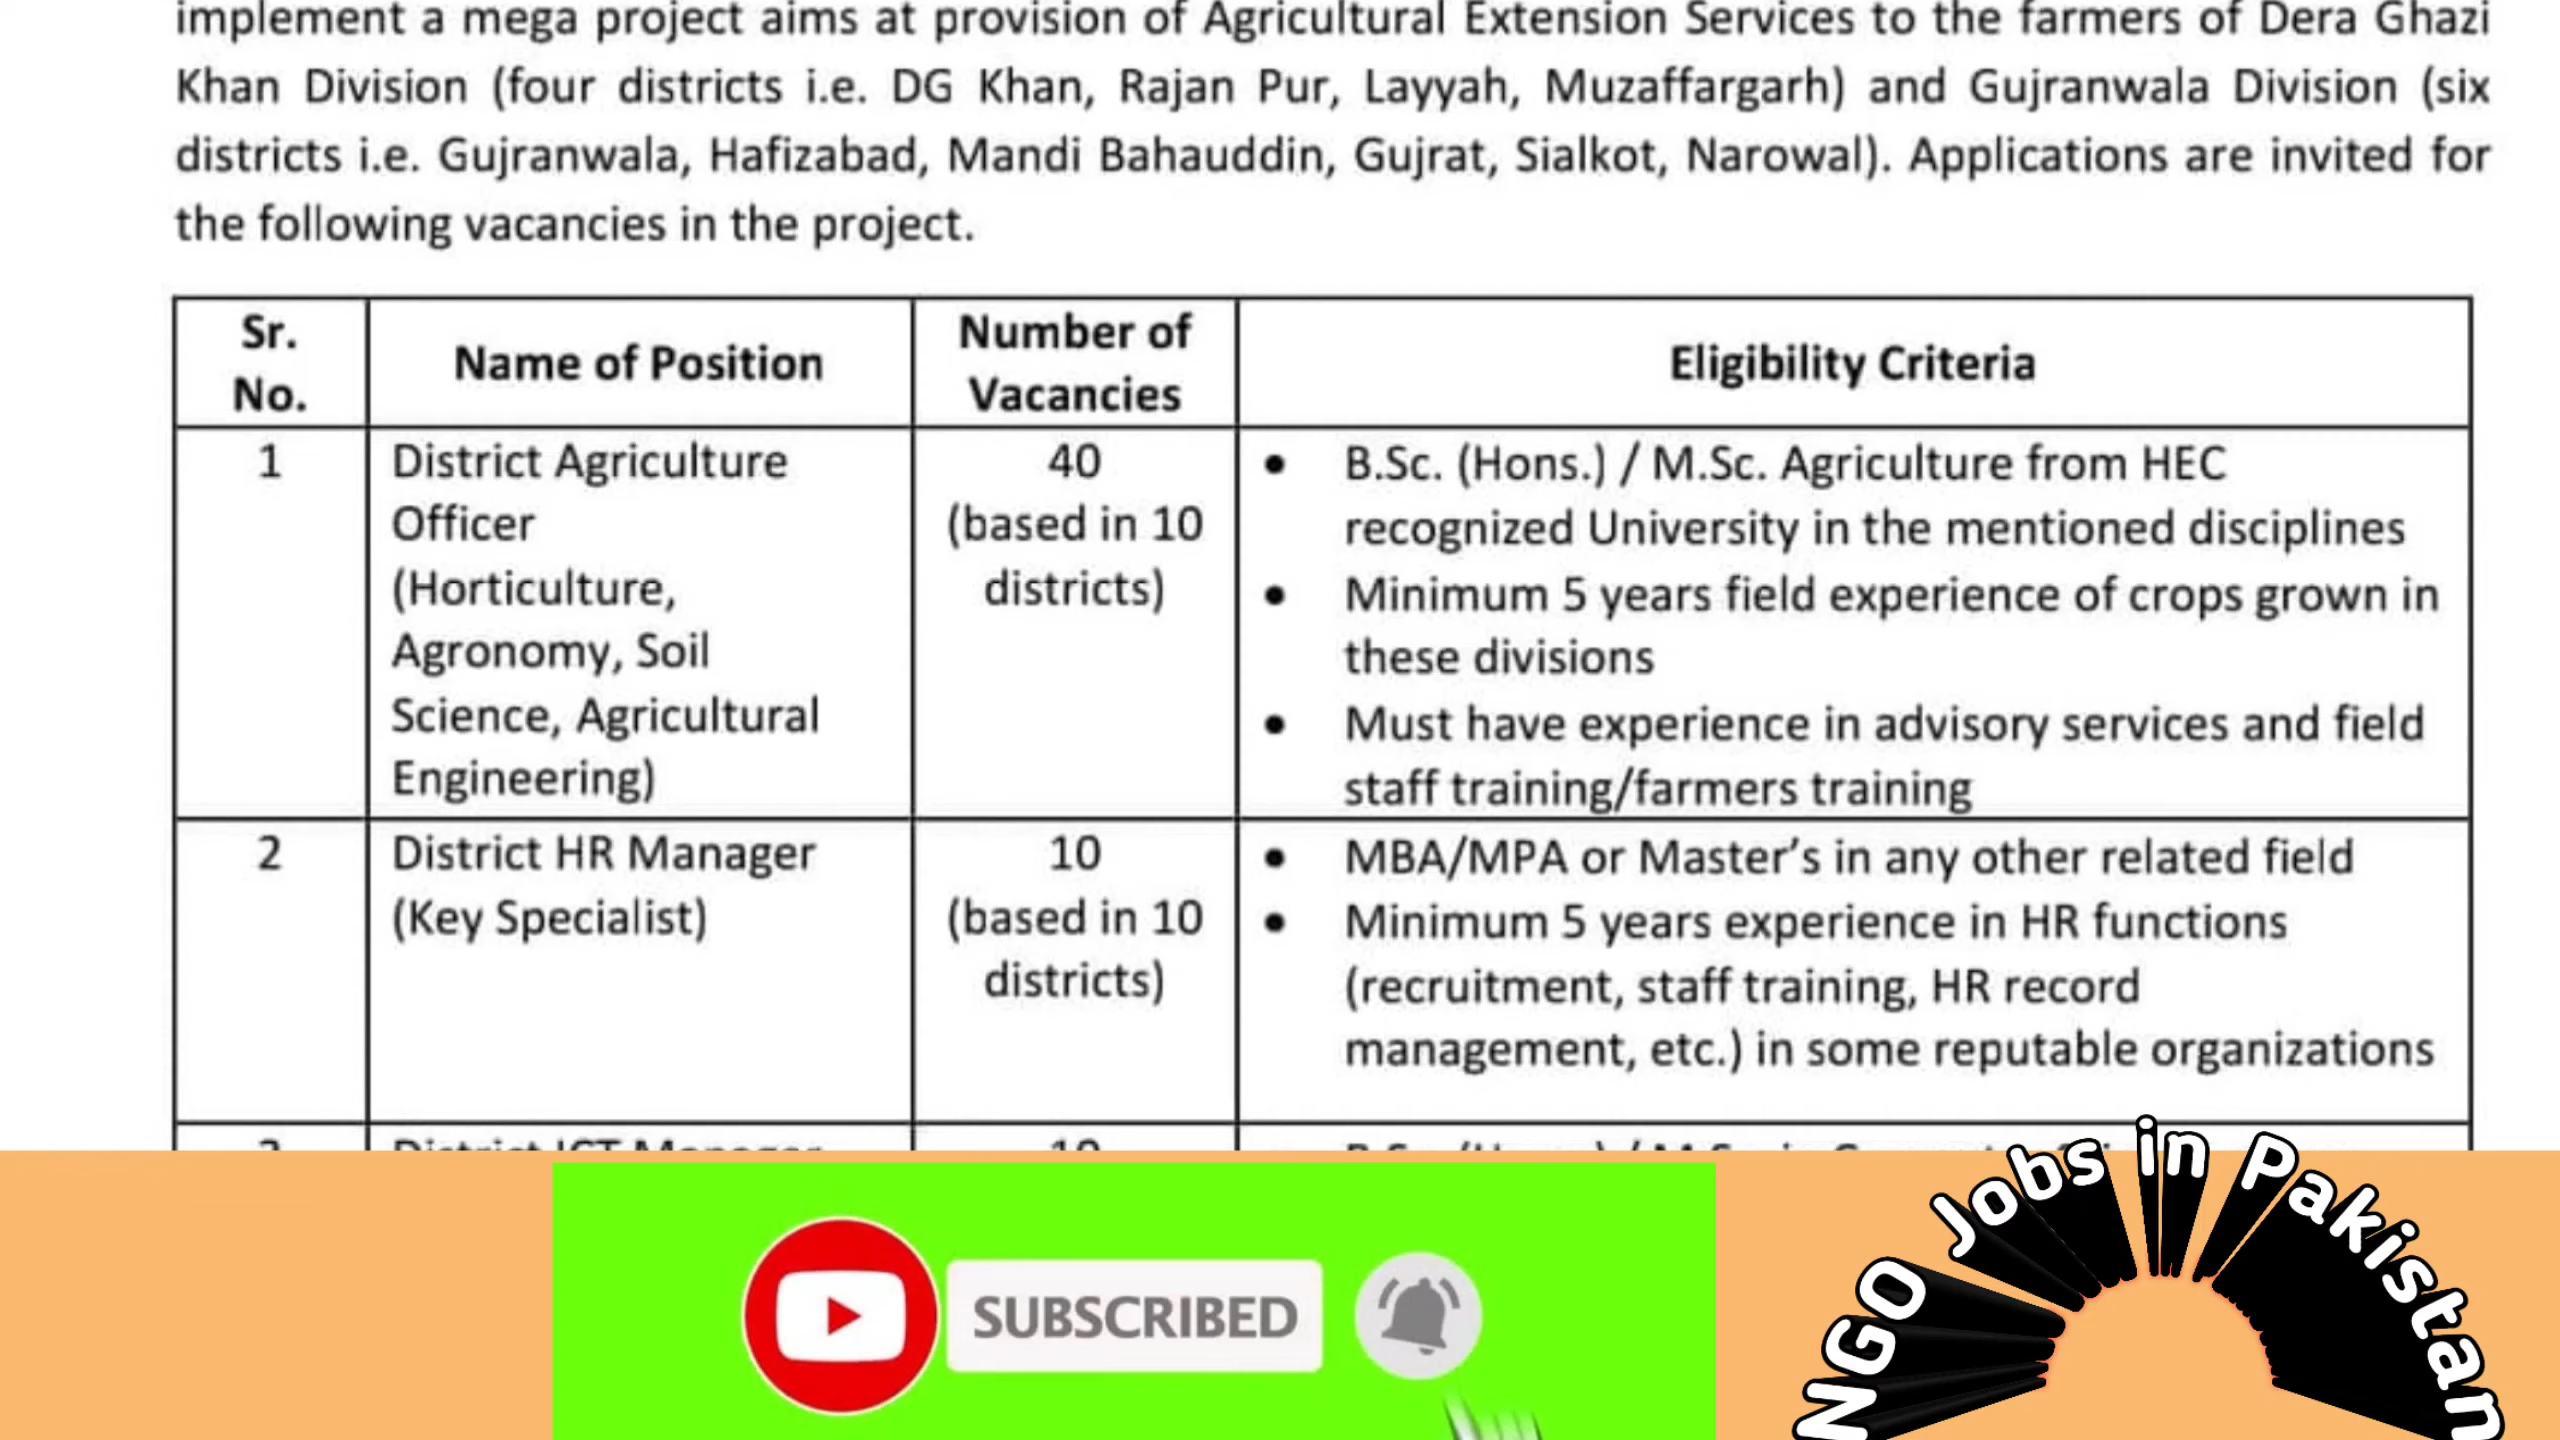 implement a mega project aims at provision of Agricultural Extension Services to the farmers of Dera Ghazi
Khan Division (four districts i.e. DG Khan, Rajan Pur, Layyah, Muzaffargarh) and Gujranwala Division (six
districts i.e. Gujranwala, Hafizabad, Mandi Bahauddin, Gujrat, Sialkot, Narowal). Applications are invited for
the following vacancies in the project.
Sr.
No.
Name of Position
Number of
Vacancies
Eligibility Criteria
1
District Agriculture
Officer
(Horticulture,
Agronomy, Soil
Science, Agricultural
Engineering)
40
(based in 10
districts)
• B.Sc. (Hons.) / M.Sc. Agriculture from HEC
recognized University in the mentioned disciplines
• Minimum 5 years field experience of crops grown in
these divisions
• Must have experience in advisory services and field
staff training/farmers training
2
District HR Manager
(Key Specialist)
10
(based in 10
districts)
• MBA/MPA or Master's in any other related field
• Minimum 5 years experience in HR functions
(recruitment, staff training, HR record
management, etc.) in some reputable organizations
District ICT Manager
SUBSCRIBED
NGO Jobs in Pakistan